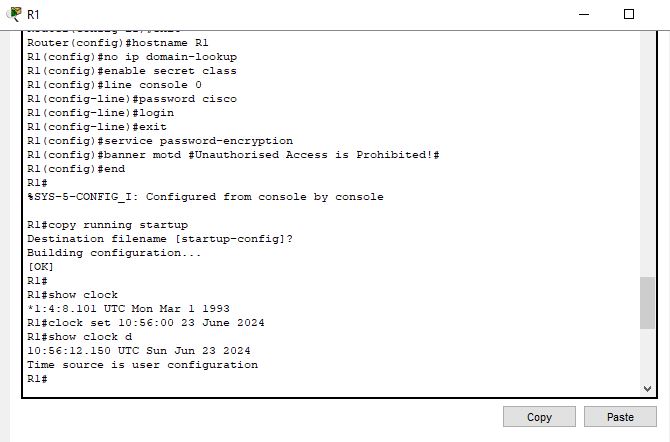 R1
Router(config)#hostname R1
R1(config)#no ip domain-lookup
R1(config)#enable secret class
R1(config)#line console 0
R1(config-line)#password cisco
R1(config-line)#login
R1(config-line)#exit
R1(config)#service password-encryption
R1(config)#banner motd #Unauthorised Access is Prohibited!#
R1(config)#end
R1#
%SYS-5-CONFIG_I: Configured from console by console
R1#copy running startup
Destination filename [startup-config]?
Building configuration...
[OK]
R1#
R1#show clock
*1:4:8.101 UTC Mon Mar 1 1993
R1#clock set 10:56:00 23 June 2024
R1#show clock d
10:56:12.150 UTC Sun Jun 23 2024
Time source is user configuration
R1#
Copy
Paste